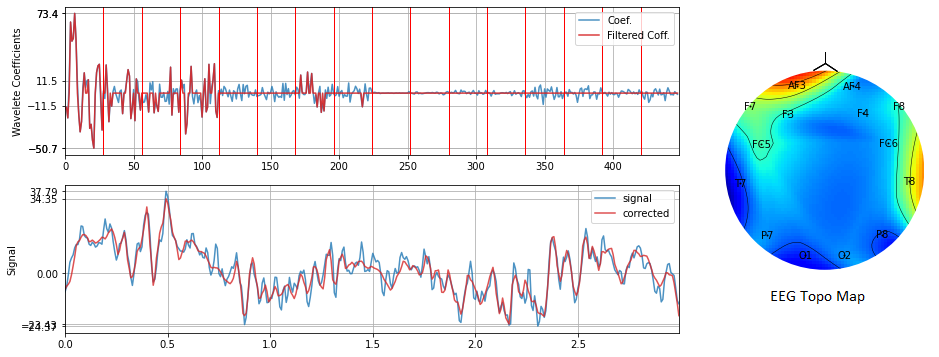 73.4
11.5
−11.5
−50.7
Wavelete Coefficients
Coef.
Filtered Coff.
0 50 100 150 200 250 300 350 400
37.79
34.35
0.00
Signal
signal
corrected
0.0 0.5 1.0 1.5 2.0 2.5
AF3 AF4
F7 F3 F4 F8
FC5 FC6
T7 T8
P7 P8
O1 O2
EEG Topo Map